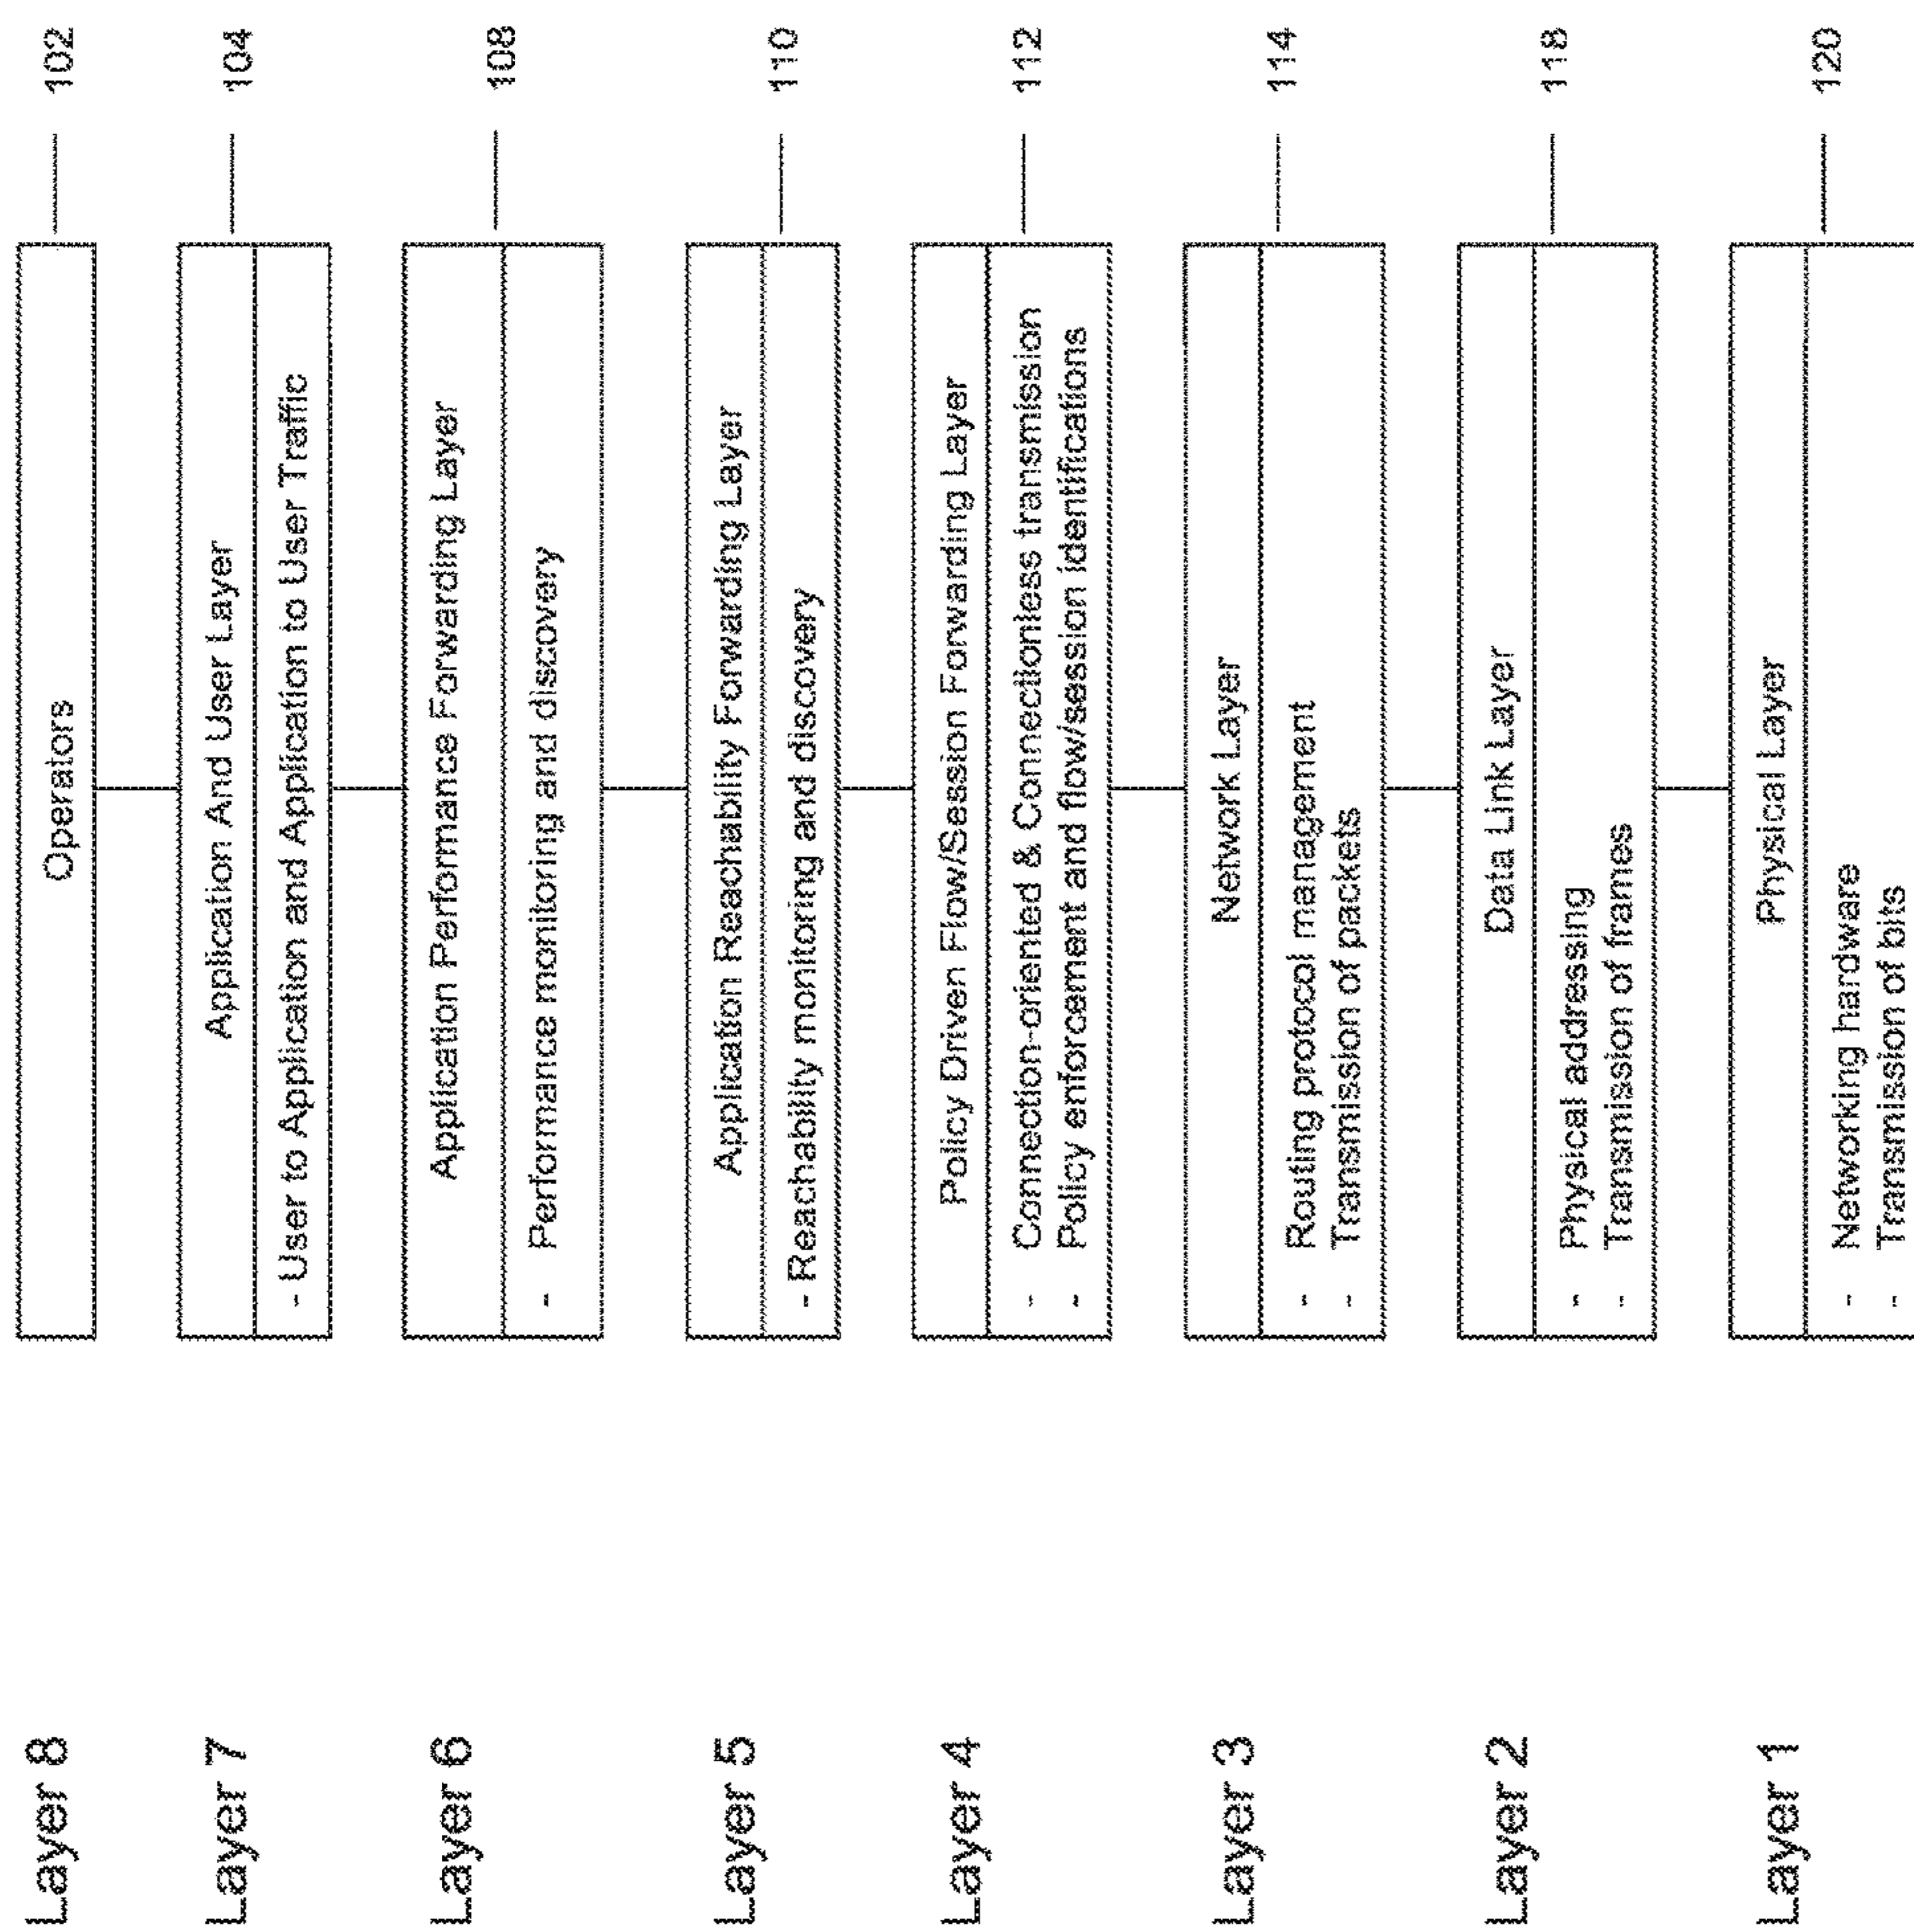 Layer 8
Operators
102
Layer 7
Application And User Layer
- User to Application and Application to User Traffic
104
Layer 6
Application Performance Forwarding Layer
- Performance monitoring and discovery
108
Layer 5
Application Reachability Forwarding Layer
- Reachability monitoring and discovery
110
Layer 4
Policy Driven Flow/Session Forwarding Layer
- Connection-oriented & Connectionless transmission
- Policy enforcement and flow/session identifications
112
Layer 3
Network Layer
- Routing protocol management
- Transmission of packets
114
Layer 2
Data Link Layer
- Physical addressing
- Transmission of frames
118
Layer 1
Physical Layer
- Networking hardware
- Transmission of bits
120